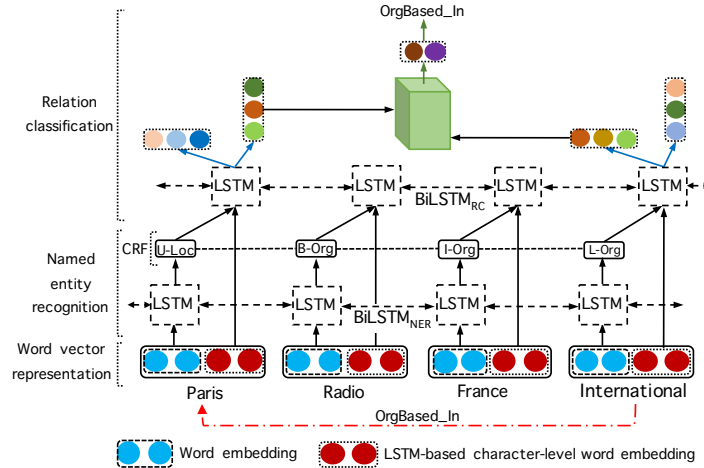 OrgBased_In
Relation
classification
LSTM LSTM LSTM LSTM
BiLSTM_RC
CRF
U-Loc B-Org I-Org L-Org
Named
entity
recognition
LSTM LSTM LSTM LSTM
BiLSTM_NER
Word vector
representation
Paris Radio France International
OrgBased_In
Word embedding
LSTM-based character-level word embedding